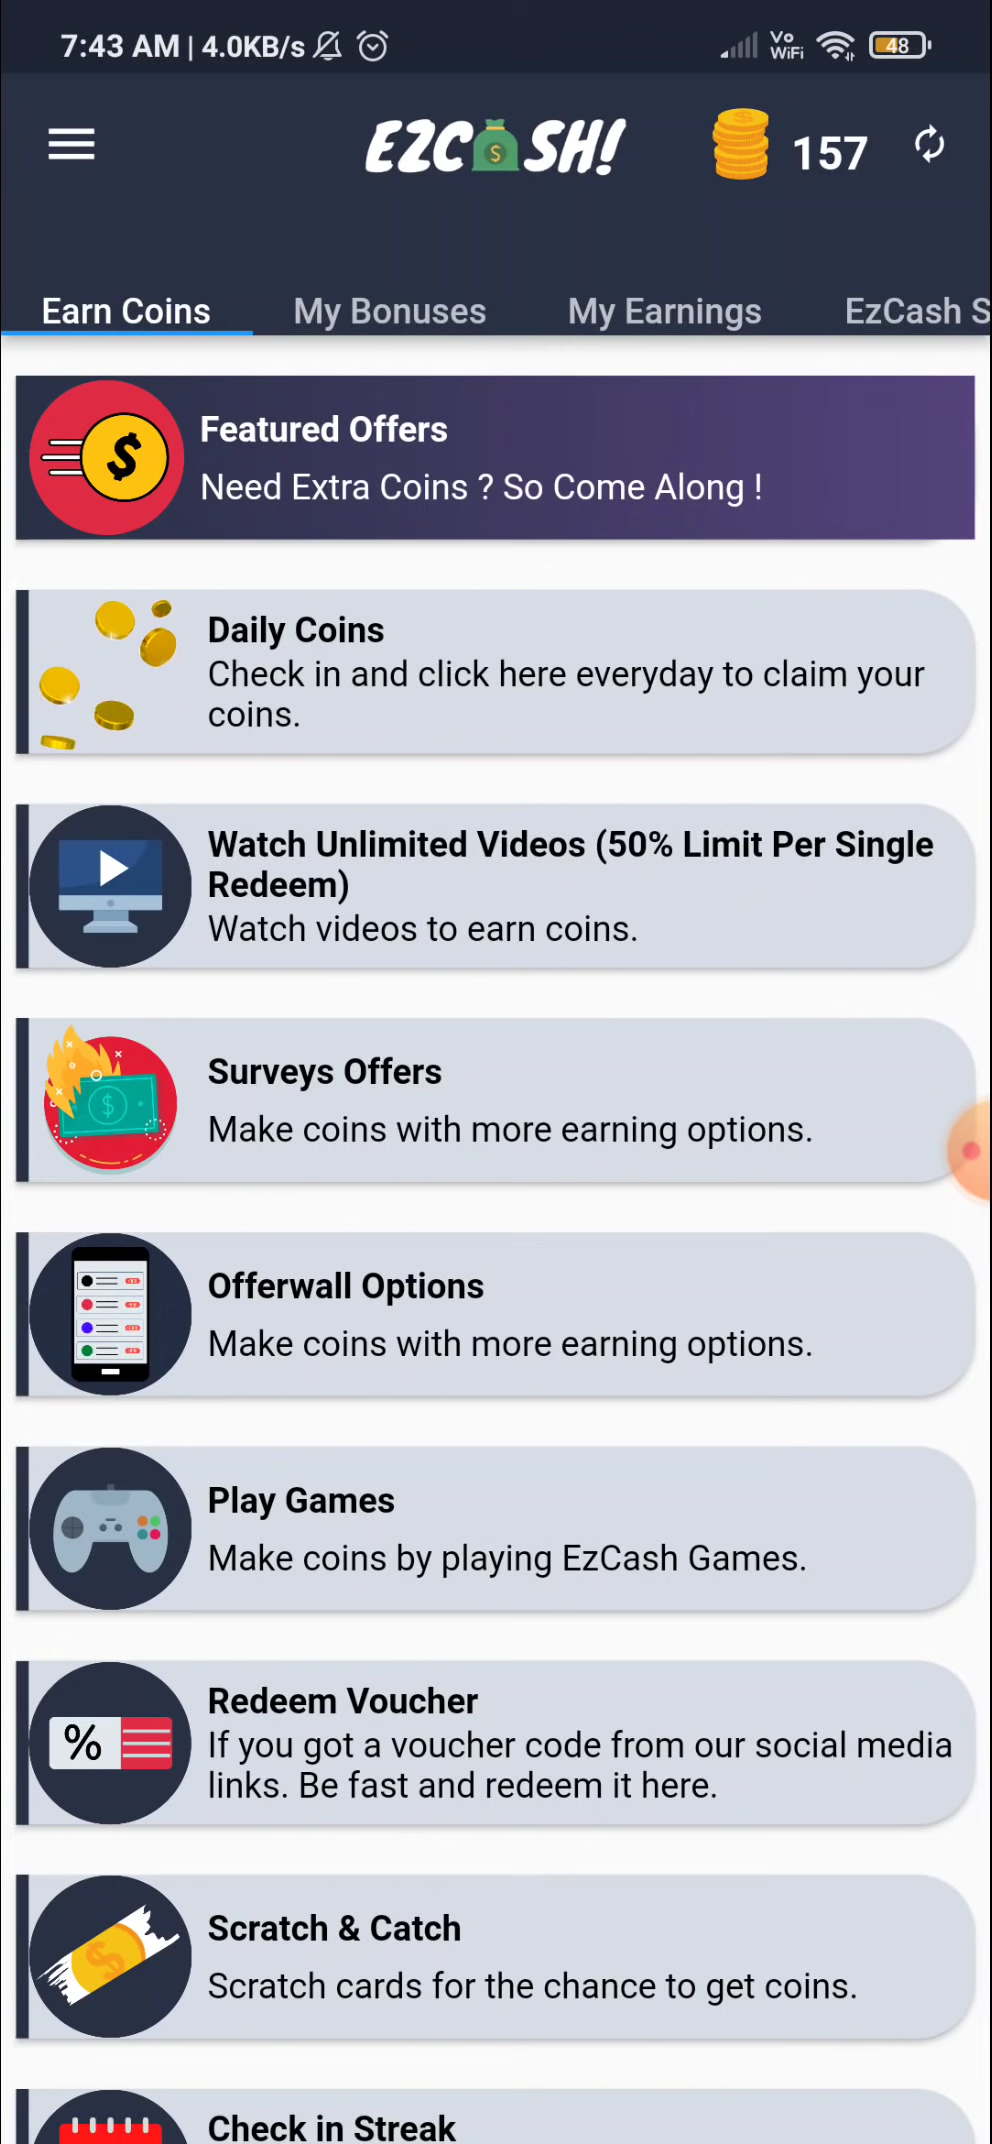 7:43 AM | 4.0KB/s Vo WiFi 48
EZCASH! 157
Earn Coins My Bonuses My Earnings EzCash S
Featured Offers
Need Extra Coins ? So Come Along !
Daily Coins
Check in and click here everyday to claim your
coins.
Watch Unlimited Videos (50% Limit Per Single
Redeem)
Watch videos to earn coins.
Surveys Offers
Make coins with more earning options.
Offerwall Options
Make coins with more earning options.
Play Games
Make coins by playing EzCash Games.
Redeem Voucher
If you got a voucher code from our social media
links. Be fast and redeem it here.
Scratch & Catch
Scratch cards for the chance to get coins.
Check in Streak